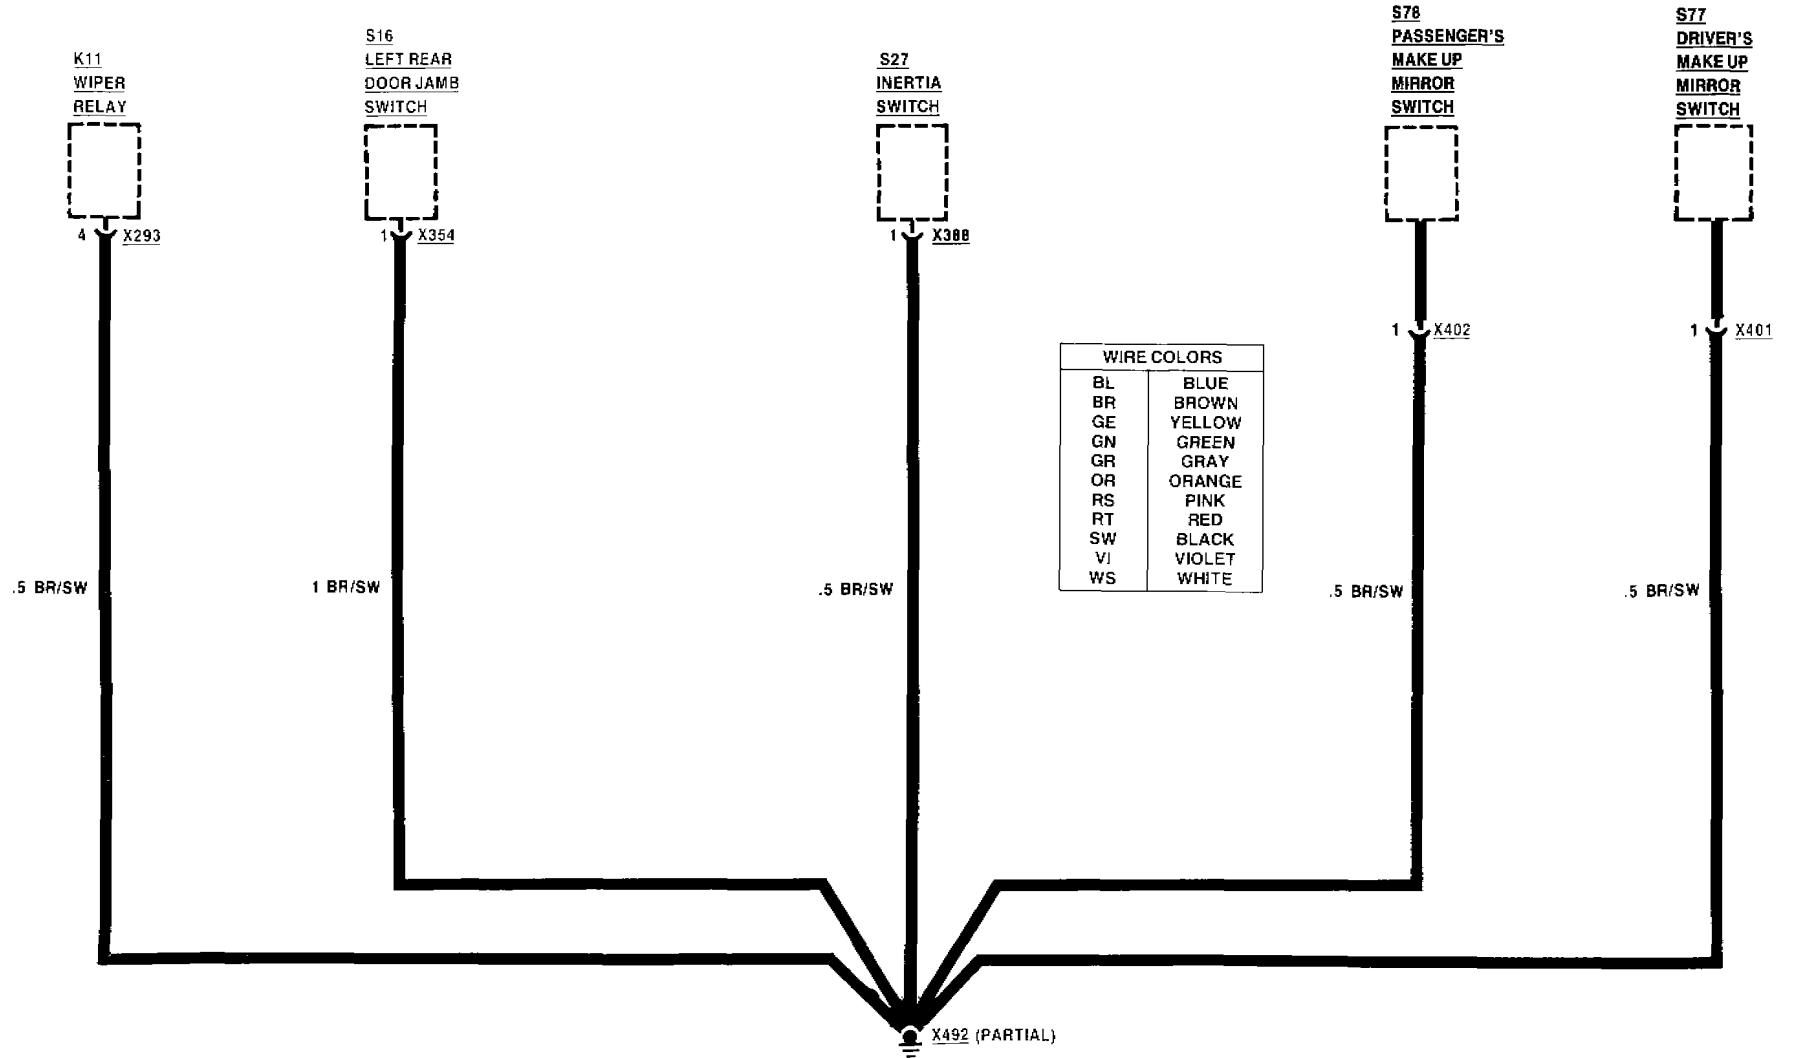 K11
WIPER
RELAY
4 X293
.5 BR/SW
S16
LEFT REAR
DOOR JAMB
SWITCH
1 X354
1 BR/SW
S27
INERTIA
SWITCH
1 X388
.5 BR/SW
WIRE COLORS
BL BLUE
BR BROWN
GE YELLOW
GN GREEN
GR GRAY
OR ORANGE
RS PINK
RT RED
SW BLACK
VI VIOLET
WS WHITE
S78
PASSENGER'S
MAKE UP
MIRROR
SWITCH
1 X402
.5 BR/SW
S77
DRIVER'S
MAKE UP
MIRROR
SWITCH
1 X401
.5 BR/SW
X492 (PARTIAL)